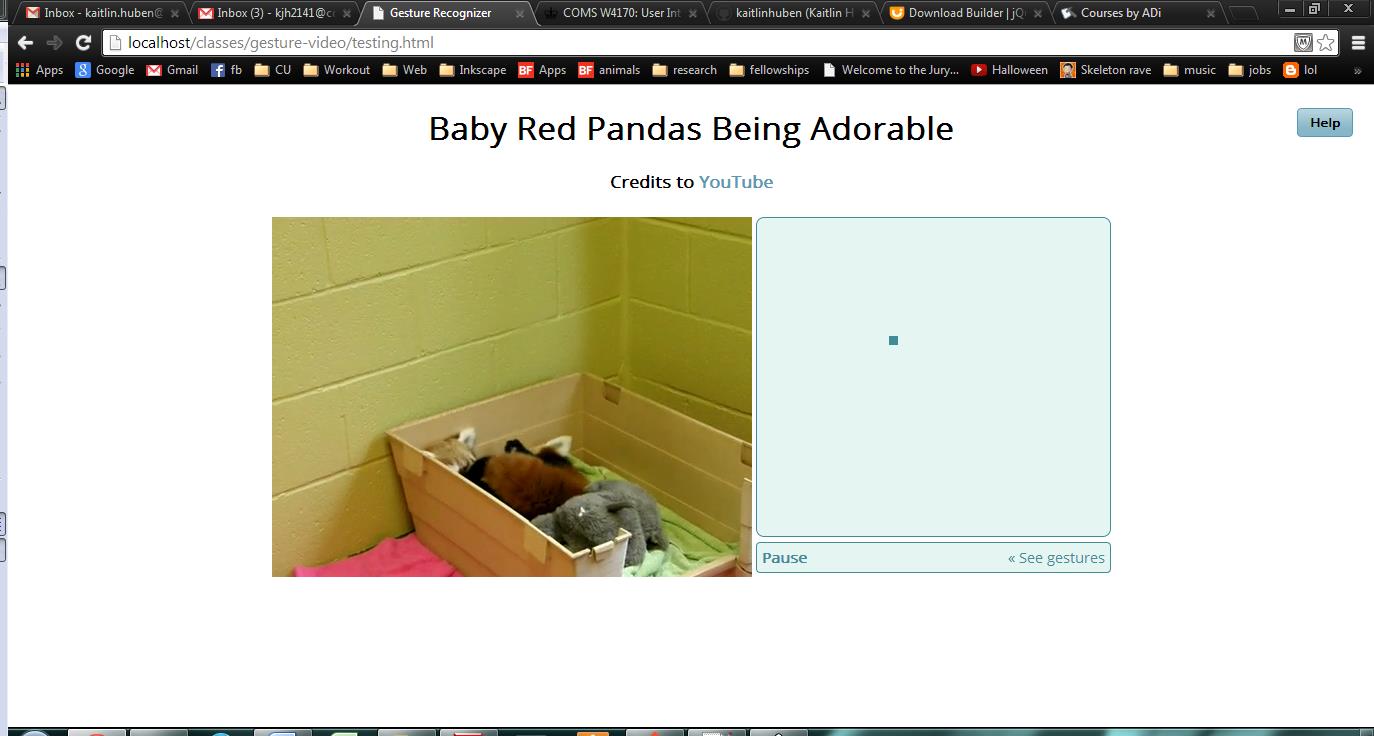 Inbox - kaitlin.huben@
Inbox (3) - kjh2141@c
Gesture Recognizer
COMS W4170: User Int
kaitlinhuben (Kaitlin H
Download Builder | jQ
Courses by ADi
localhost/classes/gesture-video/testing.html
Apps Google Gmail fb CU Workout Web Inkscape BF Apps BF animals research fellowships Welcome to the Jury... Halloween Skeleton rave music jobs lol »
Baby Red Pandas Being Adorable
Help
Credits to YouTube
Pause « See gestures